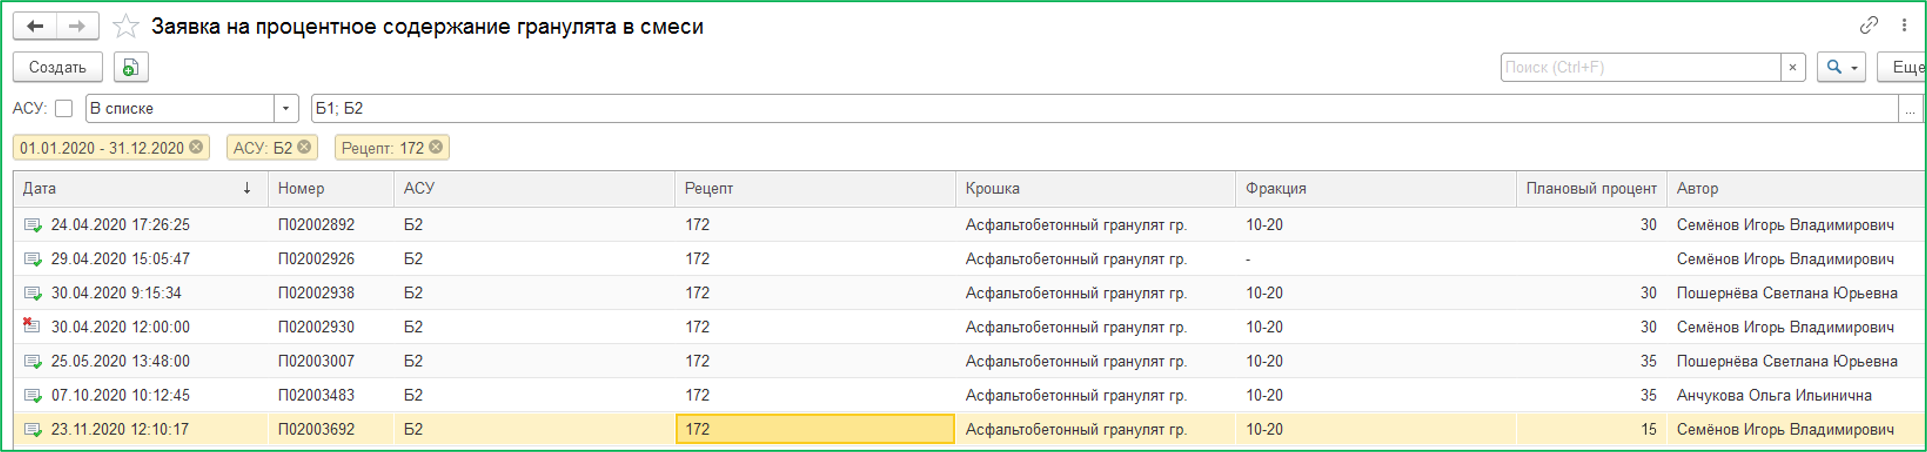 Заявка на процентное содержание гранулята в смеси
Создать Поиск (Ctrl+F) × Еще
АСУ: В списке Б1; Б2 ...
01.01.2020 - 31.12.2020 АСУ: Б2 Рецепт: 172
Дата ↓ Номер АСУ Рецепт Крошка Фракция Плановый процент Автор
24.04.2020 17:26:25 П02002892 Б2 172 Асфальтобетонный гранулят гр. 10-20 30 Семёнов Игорь Владимирович
29.04.2020 15:05:47 П02002926 Б2 172 Асфальтобетонный гранулят гр. - Семёнов Игорь Владимирович
30.04.2020 9:15:34 П02002938 Б2 172 Асфальтобетонный гранулят гр. 10-20 30 Пошернёва Светлана Юрьевна
30.04.2020 12:00:00 П02002930 Б2 172 Асфальтобетонный гранулят гр. 10-20 30 Семёнов Игорь Владимирович
25.05.2020 13:48:00 П02003007 Б2 172 Асфальтобетонный гранулят гр. 10-20 35 Пошернёва Светлана Юрьевна
07.10.2020 10:12:45 П02003483 Б2 172 Асфальтобетонный гранулят гр. 10-20 35 Анчукова Ольга Ильинична
23.11.2020 12:10:17 П02003692 Б2 172 Асфальтобетонный гранулят гр. 10-20 15 Семёнов Игорь Владимирович